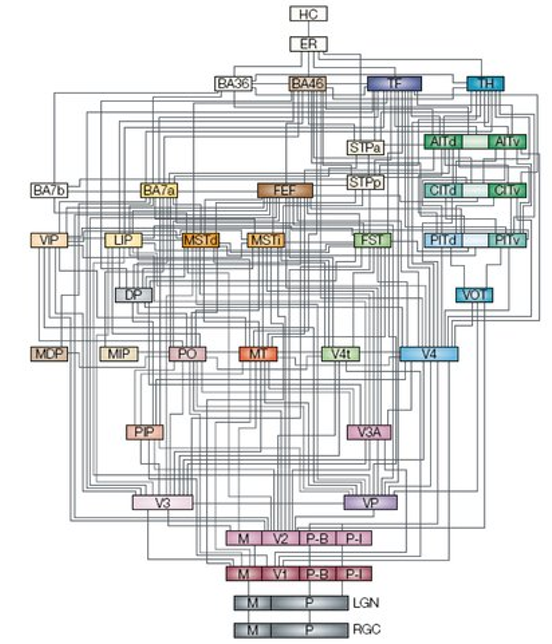 HC
ER
BA36 BA46 TF TH
STPa AITd AITv
BA7b BA7a FEF STPp CITd CITv
VIP LIP MSTd MSTl FST PITd PITv
DP VOT
MDP MIP PO MT V4t V4
PIP V3A
V3 VP
M V2 P-B P-I
M V1 P-B P-I
M P LGN
M P RGC